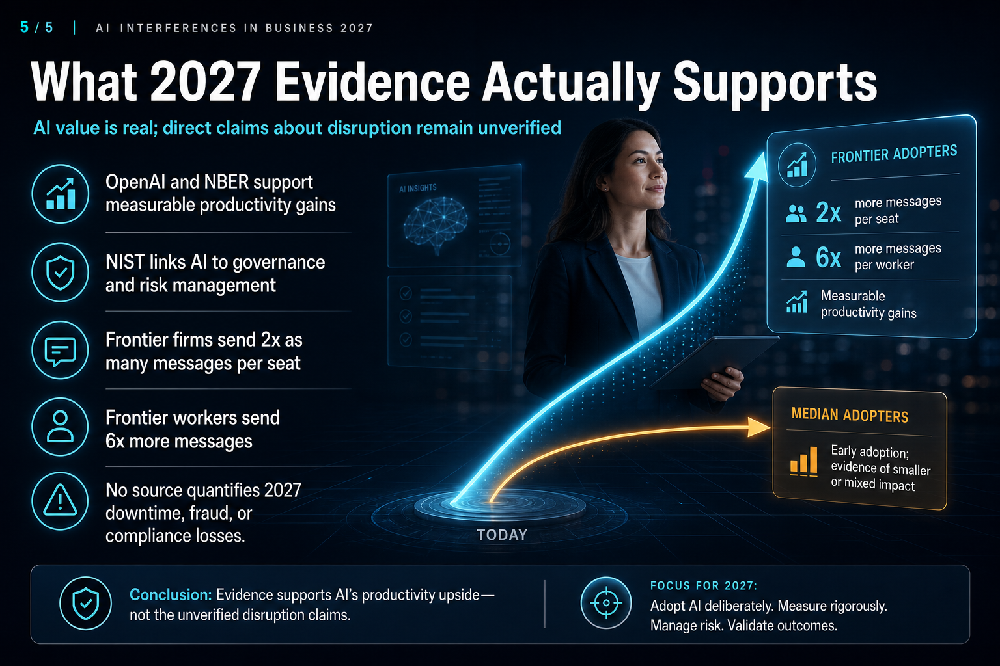 5 / 5 | AI INTERFERENCES IN BUSINESS 2027
What 2027 Evidence Actually Supports
AI value is real; direct claims about disruption remain unverified
OpenAI and NBER support
measurable productivity gains
NIST links AI to governance
and risk management
Frontier firms send 2x as
many messages per seat
Frontier workers send
6x more messages
No source quantifies 2027
downtime, fraud, or
compliance losses.
AI INSIGHTS
TODAY
FRONTIER ADOPTERS
2x more messages
per seat
6x more messages
per worker
Measurable
productivity gains
MEDIAN ADOPTERS
Early adoption;
evidence of smaller
or mixed impact
Conclusion: Evidence supports AI’s productivity upside—
not the unverified disruption claims.
FOCUS FOR 2027:
Adopt AI deliberately. Measure rigorously.
Manage risk. Validate outcomes.